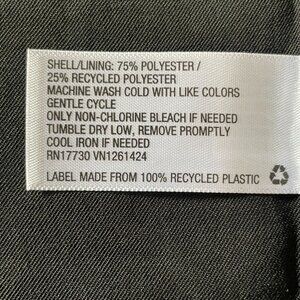 SHELL/LINING: 75% POLYESTER /
25% RECYCLED POLYESTER
MACHINE WASH COLD WITH LIKE COLORS
GENTLE CYCLE
ONLY NON-CHLORINE BLEACH IF NEEDED
TUMBLE DRY LOW, REMOVE PROMPTLY
COOL IRON IF NEEDED
RN17730 VN1261424
LABEL MADE FROM 100% RECYCLED PLASTIC